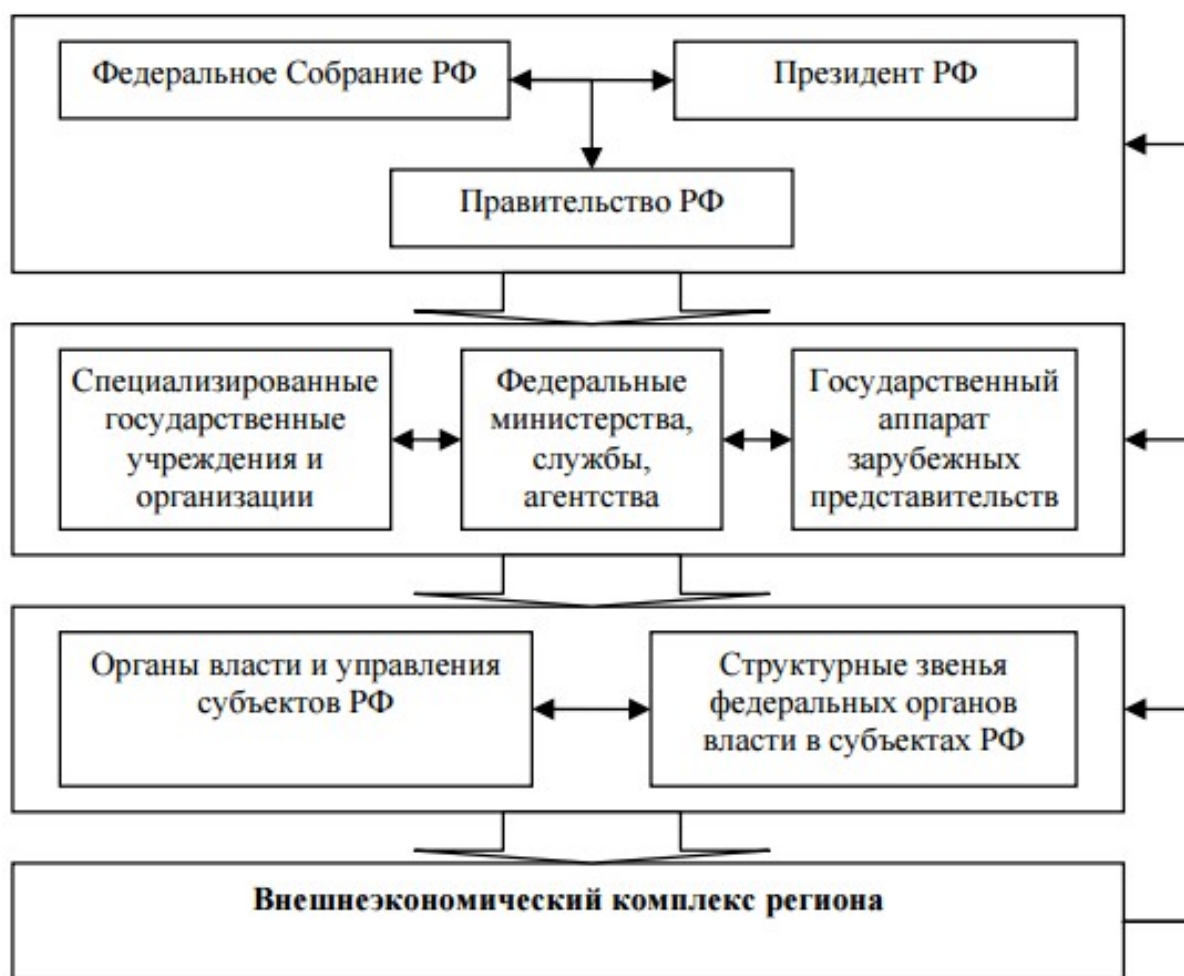 Федеральное Собрание РФ
Президент РФ
Правительство РФ
Специализированные
государственные
учреждения и
организации
Федеральные
министерства,
службы,
агентства
Государственный
аппарат
зарубежных
представительств
Органы власти и управления
субъектов РФ
Структурные звенья
федеральных органов
власти в субъектах РФ
Внешнеэкономический комплекс региона